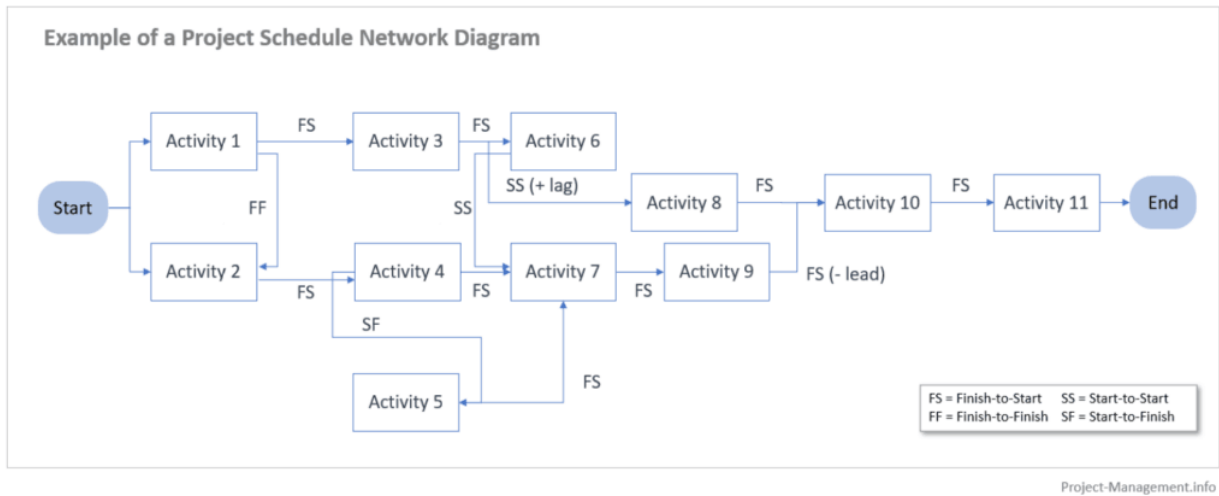 Example of a Project Schedule Network Diagram
Activity 1
FS
Activity 3
FS
Activity 6
SS (+ lag)
Start
FF
SS
Activity 8
FS
Activity 10
FS
Activity 11
End
Activity 2
FS
Activity 4
FS
Activity 7
FS
Activity 9
FS (- lead)
SF
Activity 5
FS
FS = Finish-to-Start SS = Start-to-Start
FF = Finish-to-Finish SF = Start-to-Finish
Project-Management.info